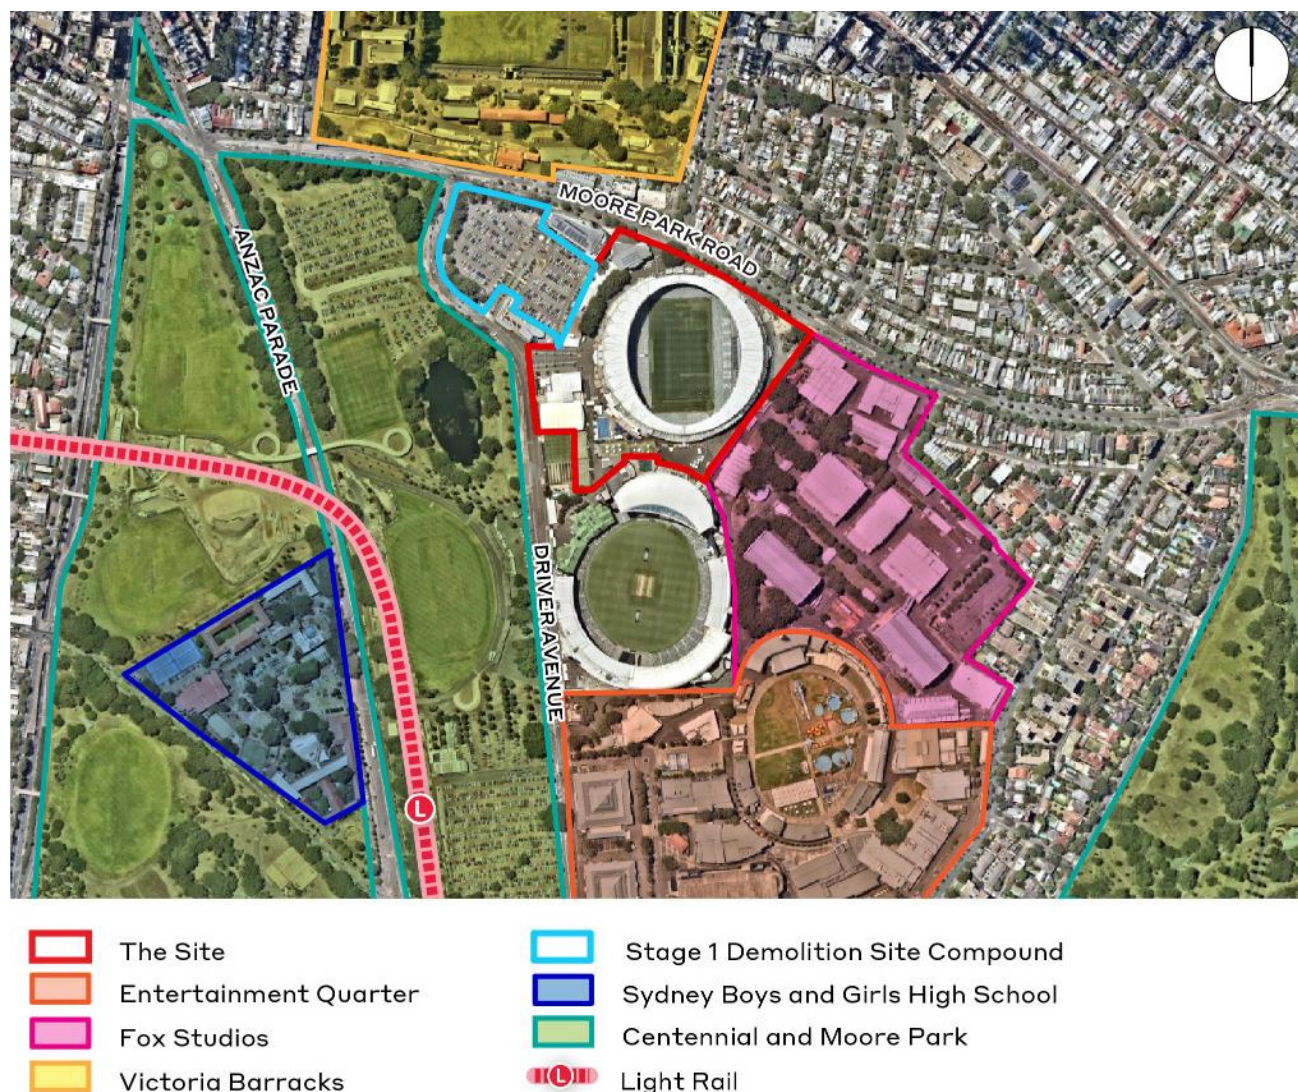 MOORE PARK ROAD
ANZAC PARADE
DRIVER AVENUE
L
The Site
Entertainment Quarter
Fox Studios
Victoria Barracks
Stage 1 Demolition Site Compound
Sydney Boys and Girls High School
Centennial and Moore Park
L
Light Rail